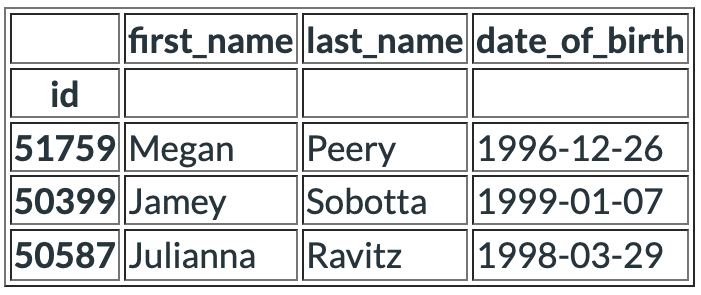 first_name last_name date_of_birth
id
51759 Megan Peery 1996-12-26
50399 Jamey Sobotta 1999-01-07
50587 Julianna Ravitz 1998-03-29